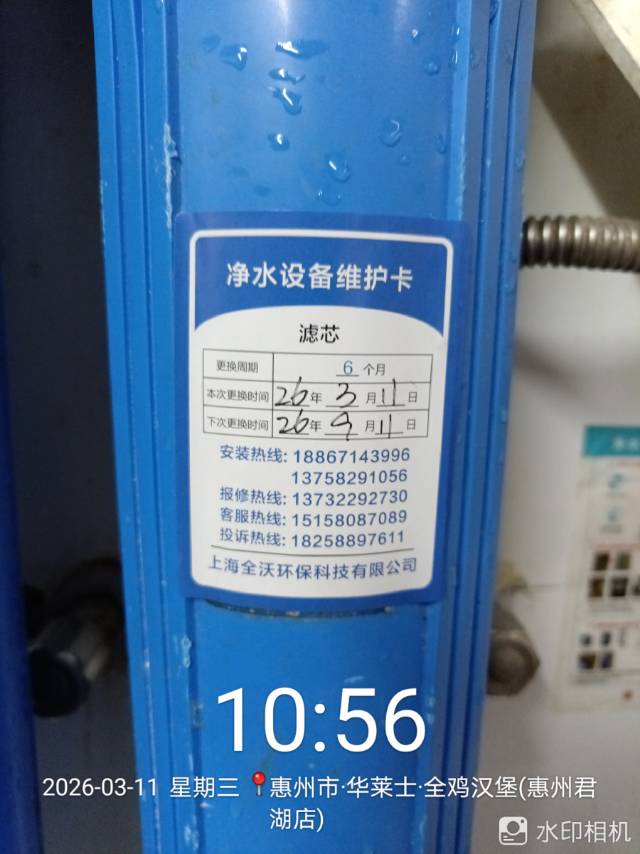 净水设备维护卡
滤芯
更换周期 6 个月
本次更换时间 26 年 3 月 11 日
下次更换时间 26 年 9 月 11 日
安装热线: 18867143996
13758291056
报修热线: 13732292730
客服热线: 15158087089
投诉热线: 18258897611
上海全沃环保科技有限公司
10:56
2026-03-11 星期三 惠州市·华莱士·全鸡汉堡(惠州君
湖店)
水印相机